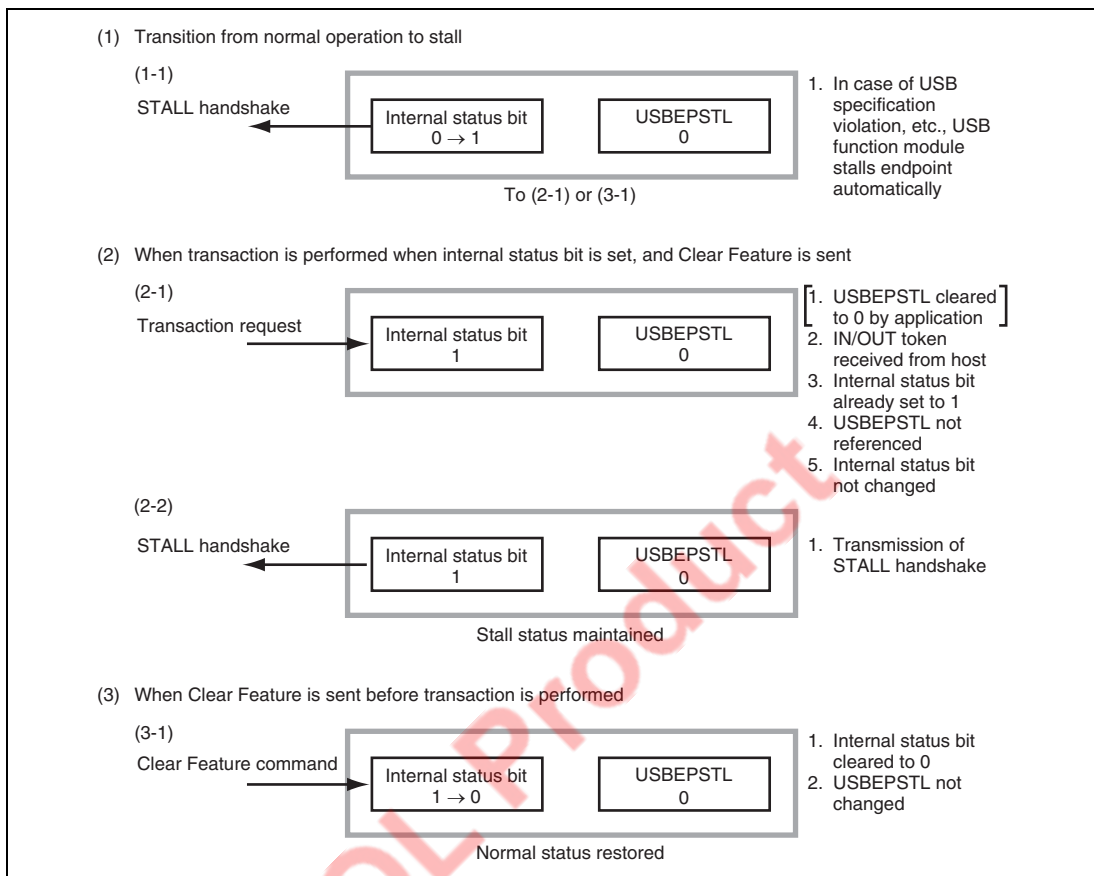 (1) Transition from normal operation to stall
(1-1)
STALL handshake
Internal status bit
0 → 1
USBEPSTL
0
To (2-1) or (3-1)
1. In case of USB
specification
violation, etc., USB
function module
stalls endpoint
automatically
(2) When transaction is performed when internal status bit is set, and Clear Feature is sent
(2-1)
Transaction request
Internal status bit
1
USBEPSTL
0
1. USBEPSTL cleared
to 0 by application
2. IN/OUT token
received from host
3. Internal status bit
already set to 1
4. USBEPSTL not
referenced
5. Internal status bit
not changed
(2-2)
STALL handshake
Internal status bit
1
USBEPSTL
0
1. Transmission of
STALL handshake
Stall status maintained
(3) When Clear Feature is sent before transaction is performed
(3-1)
Clear Feature command
Internal status bit
1 → 0
USBEPSTL
0
1. Internal status bit
cleared to 0
2. USBEPSTL not
changed
Normal status restored
OL Product